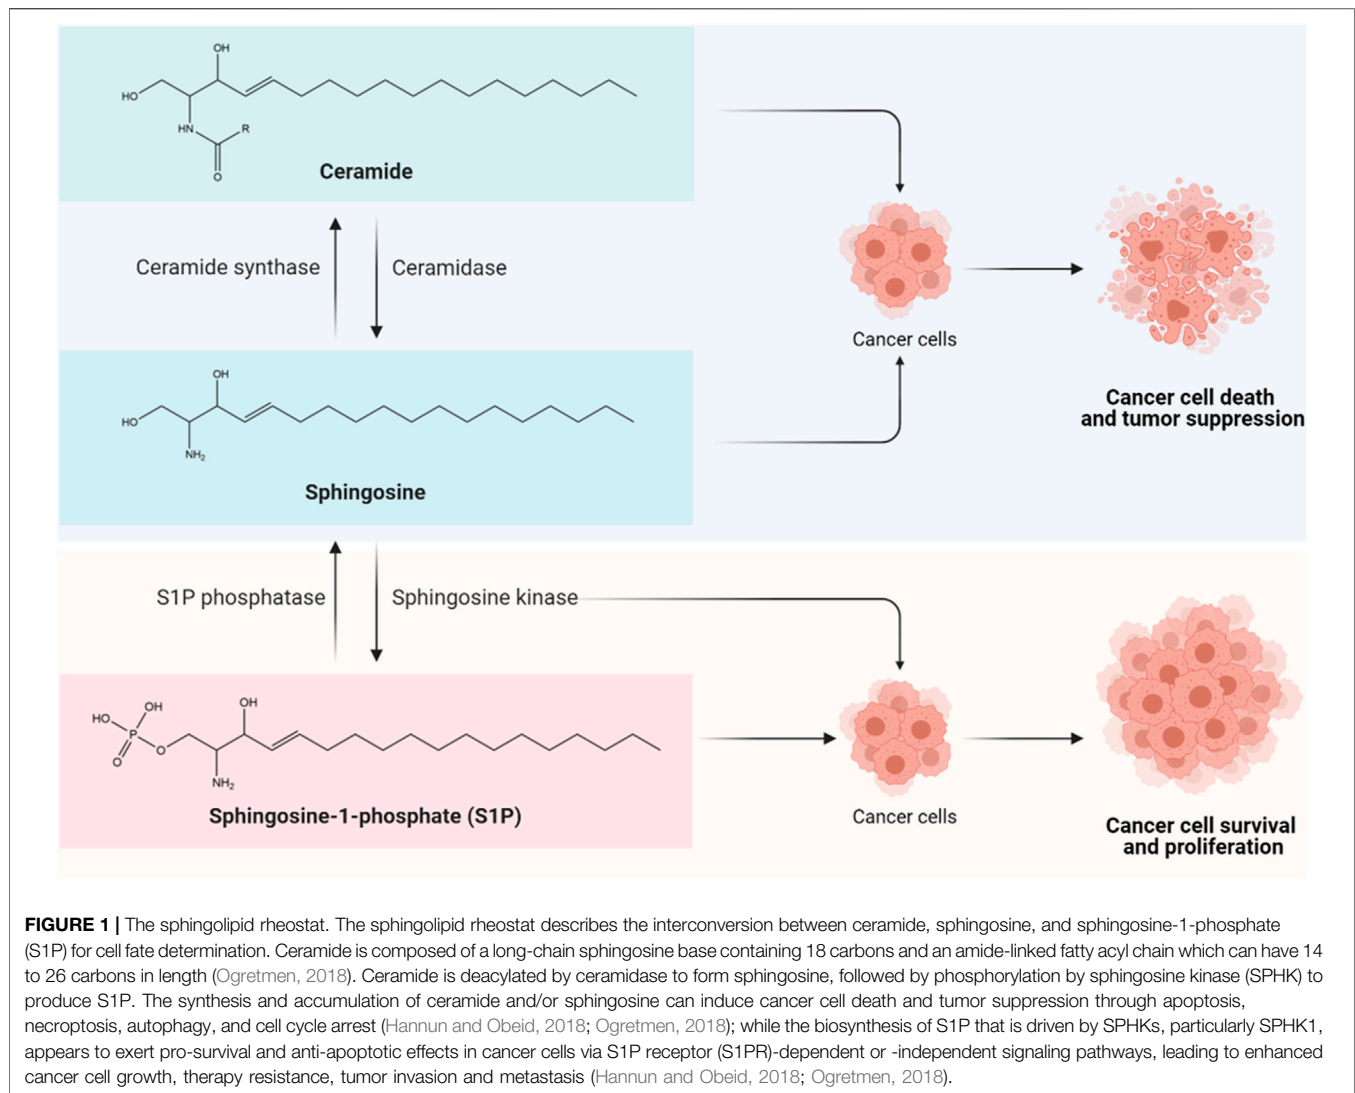 OH
HO
HN
R
O
Ceramide
Ceramide synthase
Ceramidase
Cancer cells
Cancer cell death
and tumor suppression
OH
HO
NH₂
Sphingosine
S1P phosphatase
Sphingosine kinase
OH
HO
OH
P
O
O
NH₂
Sphingosine-1-phosphate (S1P)
Cancer cells
Cancer cell survival
and proliferation
FIGURE 1 | The sphingolipid rheostat. The sphingolipid rheostat describes the interconversion between ceramide, sphingosine, and sphingosine-1-phosphate
(S1P) for cell fate determination. Ceramide is composed of a long-chain sphingosine base containing 18 carbons and an amide-linked fatty acyl chain which can have 14
to 26 carbons in length (Ogretmen, 2018). Ceramide is deacylated by ceramidase to form sphingosine, followed by phosphorylation by sphingosine kinase (SPHK) to
produce S1P. The synthesis and accumulation of ceramide and/or sphingosine can induce cancer cell death and tumor suppression through apoptosis,
necroptosis, autophagy, and cell cycle arrest (Hannun and Obeid, 2018; Ogretmen, 2018); while the biosynthesis of S1P that is driven by SPHKs, particularly SPHK1,
appears to exert pro-survival and anti-apoptotic effects in cancer cells via S1P receptor (S1PR)-dependent or -independent signaling pathways, leading to enhanced
cancer cell growth, therapy resistance, tumor invasion and metastasis (Hannun and Obeid, 2018; Ogretmen, 2018).